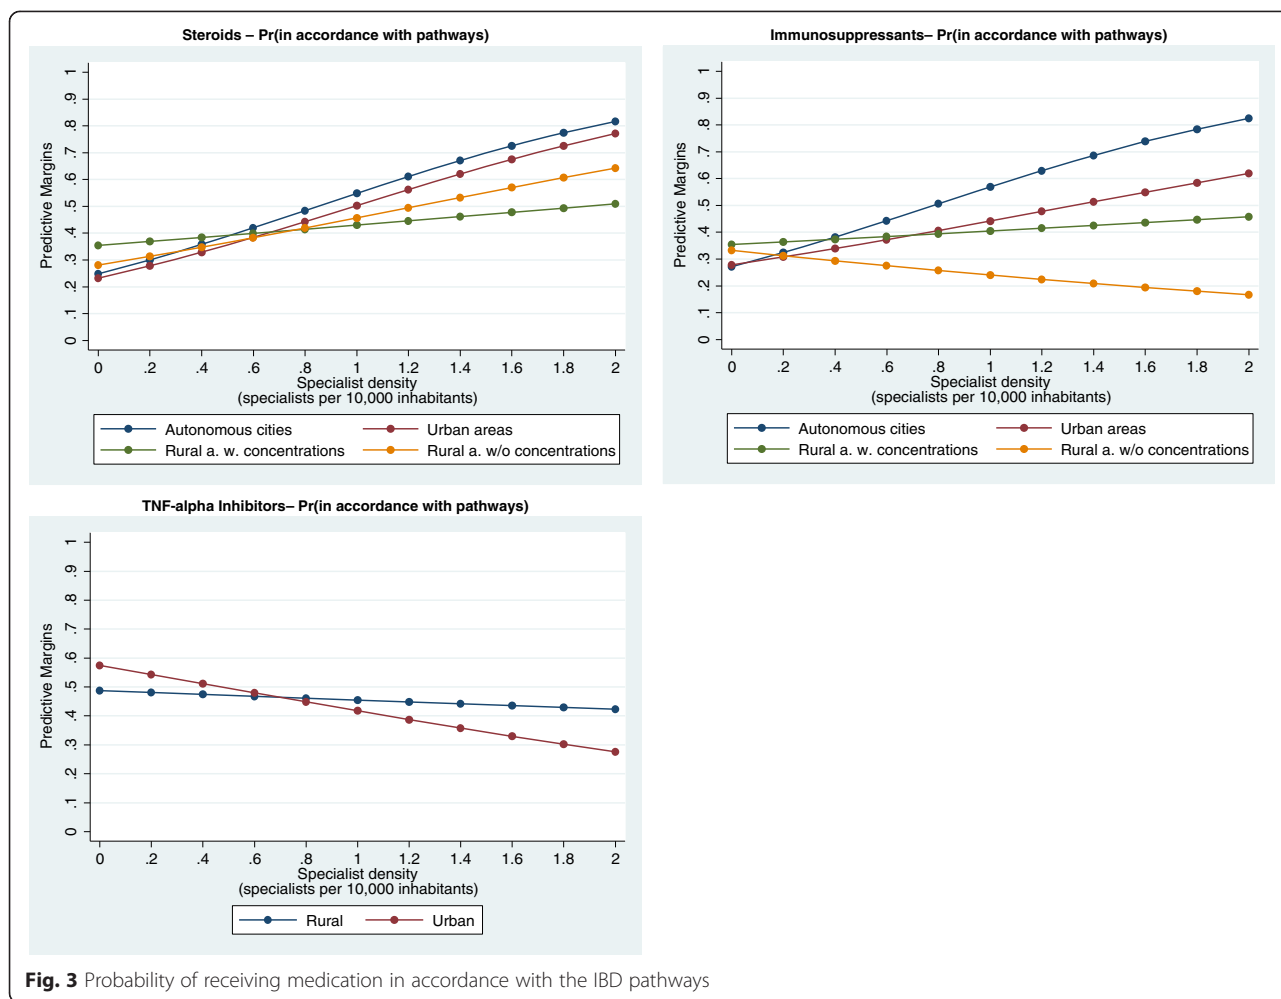 Steroids – Pr(in accordance with pathways)
Predictive Margins
1
.9
.8
.7
.6
.5
.4
.3
.2
.1
0
0 .2 .4 .6 .8 1 1.2 1.4 1.6 1.8 2
Specialist density
(specialists per 10,000 inhabitants)
Autonomous cities Urban areas
Rural a. w. concentrations Rural a. w/o concentrations
Immunosuppressants– Pr(in accordance with pathways)
Predictive Margins
1
.9
.8
.7
.6
.5
.4
.3
.2
.1
0
0 .2 .4 .6 .8 1 1.2 1.4 1.6 1.8 2
Specialist density
(specialists per 10,000 inhabitants)
Autonomous cities Urban areas
Rural a. w. concentrations Rural a. w/o concentrations
TNF-alpha Inhibitors– Pr(in accordance with pathways)
Predictive Margins
1
.9
.8
.7
.6
.5
.4
.3
.2
.1
0
0 .2 .4 .6 .8 1 1.2 1.4 1.6 1.8 2
Specialist density
(specialists per 10,000 inhabitants)
Rural Urban
Fig. 3 Probability of receiving medication in accordance with the IBD pathways